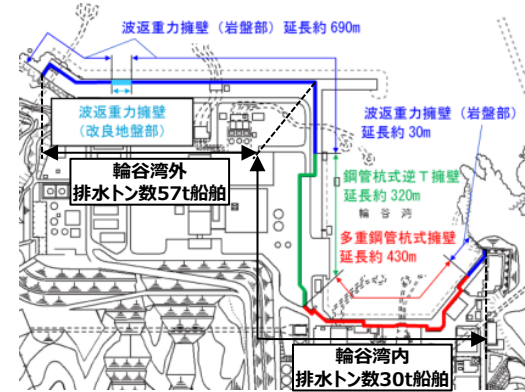 波返重力擁壁（岩盤部）延長約690m
波返重力擁壁
（改良地盤部）
波返重力擁壁（岩盤部）
延長約30m
輪谷湾外
排水トン数57t船舶
鋼管杭式逆T擁壁
延長約320m
輪谷湾
多重鋼管杭式擁壁
延長約430m
輪谷湾内
排水トン数30t船舶